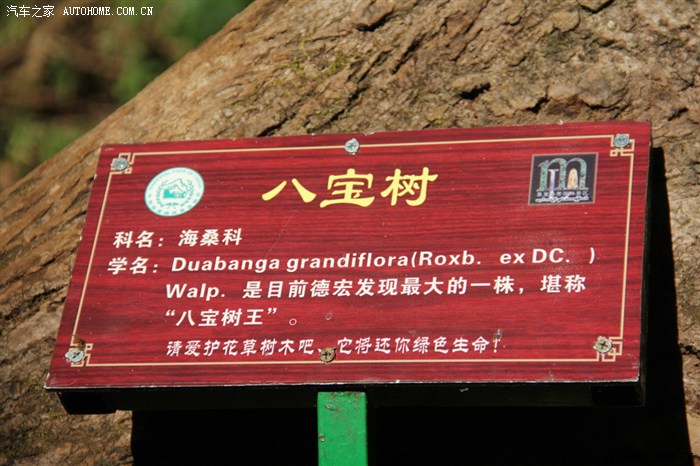 汽车之家 AUTOHOME.COM.CN
八宝树
科名：海桑科
学名：Duabanga grandiflora(Roxb. ex DC. )
Walp. 是目前德宏发现最大的一株，堪称
“八宝树王”。
请爱护花草树木吧，它将还你绿色生命！